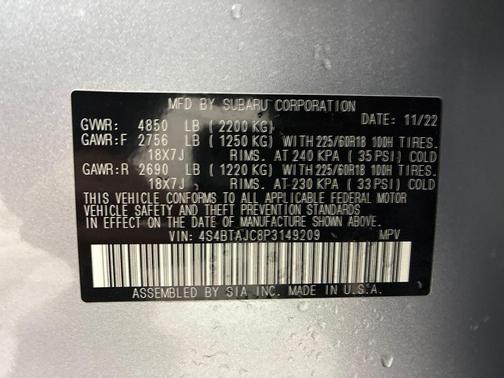 MFD BY SUBARU CORPORATION
DATE: 11/22
GVWR: 4850 LB (2200 KG)
GAWR:F 2756 LB (1250 KG) WITH 225/60R18 100H TIRES.
18X7J RIMS. AT 240 KPA (35 PSI) COLD
GAWR:R 2690 LB (1220 KG) WITH 225/60R18 100H TIRES.
18X7J RIMS. AT 230 KPA (33 PSI) COLD
THIS VEHICLE CONFORMS TO ALL APPLICABLE FEDERAL MOTOR
VEHICLE SAFETY AND THEFT PREVENTION STANDARDS IN
EFFECT ON THE DATE OF MANUFACTURE SHOWN ABOVE.
VIN: 4S4BTAJC8P3149209 MPV
ASSEMBLED BY SIA INC. MADE IN U.S.A.